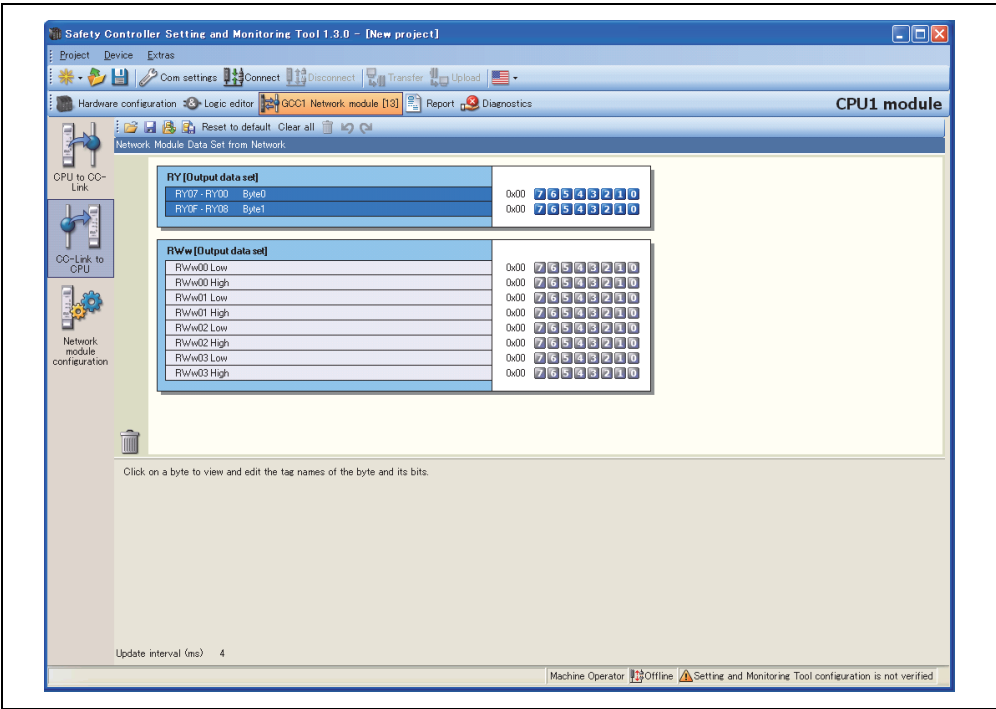 Safety Controller Setting and Monitoring Tool 1.3.0 - [New project]
Project Device Extras
Com settings Connect Disconnect Transfer Upload
Hardware configuration Logic editor GCC1 Network module [13] Report Diagnostics CPU1 module
Reset to default Clear all
Network Module Data Set from Network
CPU to CC-
Link
CC-Link to
CPU
Network
module
configuration
RY [Output data set]
RY07 - RY00 Byte0 0x00 7 6 5 4 3 2 1 0
RY0F - RY08 Byte1 0x00 7 6 5 4 3 2 1 0
RWw [Output data set]
RWw00 Low 0x00 7 6 5 4 3 2 1 0
RWw00 High 0x00 7 6 5 4 3 2 1 0
RWw01 Low 0x00 7 6 5 4 3 2 1 0
RWw01 High 0x00 7 6 5 4 3 2 1 0
RWw02 Low 0x00 7 6 5 4 3 2 1 0
RWw02 High 0x00 7 6 5 4 3 2 1 0
RWw03 Low 0x00 7 6 5 4 3 2 1 0
RWw03 High 0x00 7 6 5 4 3 2 1 0
Click on a byte to view and edit the tag names of the byte and its bits.
Update interval (ms) 4
Machine Operator Offline Setting and Monitoring Tool configuration is not verified